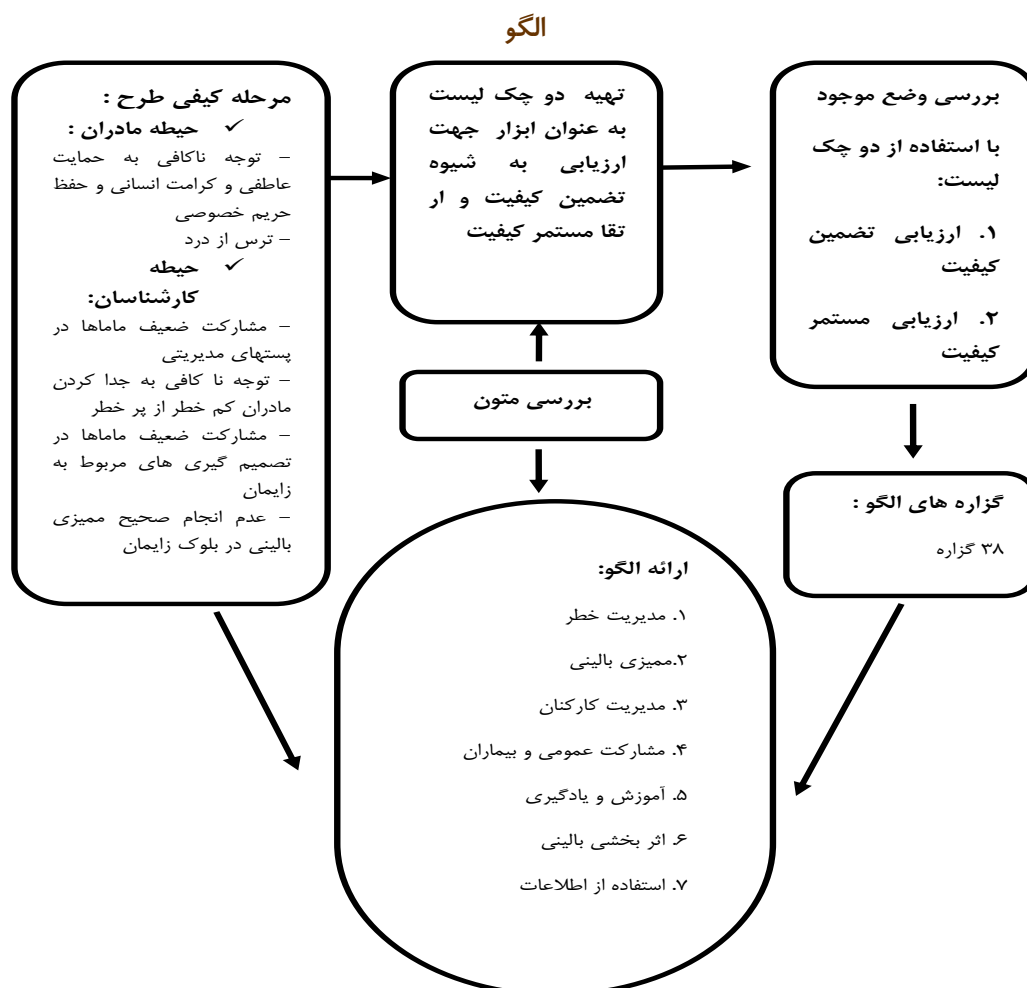 الگو
مرحله کیفی طرح :
✓ حیطه مادران :
– توجه ناکافی به حمایت
عاطفی و کرامت انسانی و حفظ
حریم خصوصی
– ترس از درد
✓ حیطه
کارشناسان:
– مشارکت ضعیف ماماها در
پستهای مدیریتی
– توجه نا کافی به جدا کردن
مادران کم خطر از پر خطر
– مشارکت ضعیف ماماها در
تصمیم گیری های مربوط به
زایمان
– عدم انجام صحیح ممیزی
بالینی در بلوک زایمان
تهیه دو چک لیست
به عنوان ابزار جهت
ارزیابی به شیوه
تضمین کیفیت و ار
تقا مستمر کیفیت
بررسی وضع موجود
با استفاده از دو چک
لیست:
۱. ارزیابی تضمین
کیفیت
۲. ارزیابی مستمر
کیفیت
بررسی متون
گزاره های الگو :
۳۸ گزاره
ارائه الگو:
۱. مدیریت خطر
۲.ممیزی بالینی
۳. مدیریت کارکنان
۴. مشارکت عمومی و بیماران
۵. آموزش و یادگیری
۶. اثر بخشی بالینی
۷. استفاده از اطلاعات